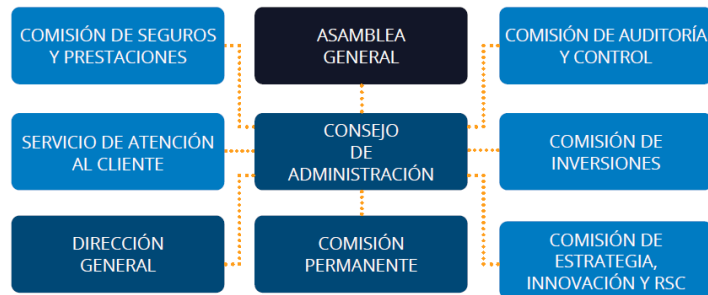 COMISIÓN DE SEGUROS
Y PRESTACIONES
ASAMBLEA
GENERAL
COMISIÓN DE AUDITORÍA
Y CONTROL
SERVICIO DE ATENCIÓN
AL CLIENTE
CONSEJO
DE
ADMINISTRACIÓN
COMISIÓN DE
INVERSIONES
DIRECCIÓN
GENERAL
COMISIÓN
PERMANENTE
COMISIÓN DE
ESTRATEGIA,
INNOVACIÓN Y RSC